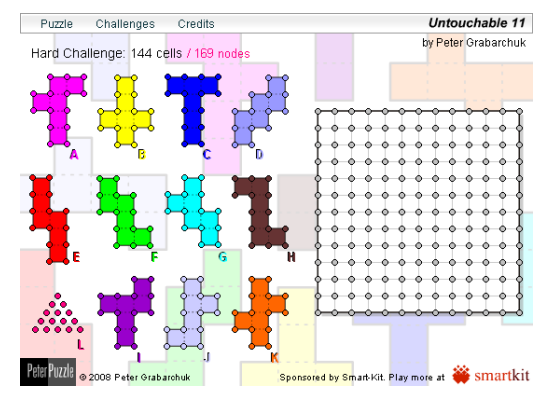 Puzzle Challenges Credits Untouchable 11
by Peter Grabarchuk
Hard Challenge: 144 cells / 169 nodes
A B C D
E F G H
L I J K
PeterPuzzle © 2008 Peter Grabarchuk Sponsored by Smart-Kit. Play more at smartkit